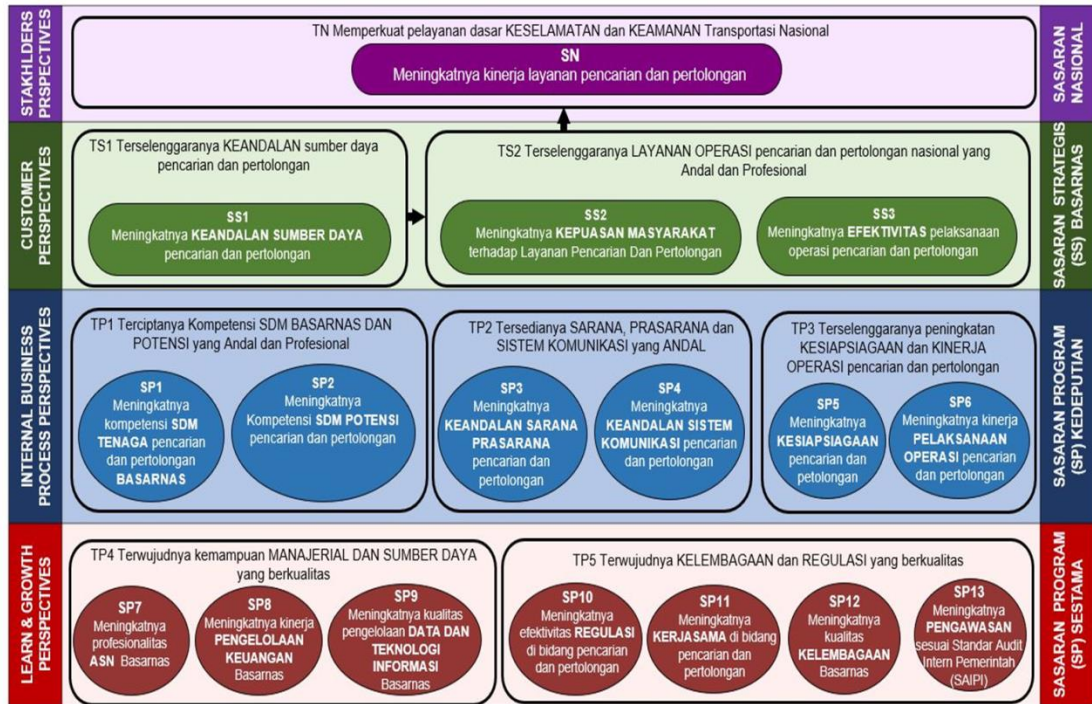 STAKHLDERS
PRSPECTIVES
TN Memperkuat pelayanan dasar KESELAMATAN dan KEAMANAN Transportasi Nasional
SN
Meningkatnya kinerja layanan pencarian dan pertolongan
SASARAN
NASIONAL
CUSTOMER
PERSPECTIVES
TS1 Terselenggaranya KEANDALAN sumber daya
pencarian dan pertolongan
SS1
Meningkatnya KEANDALAN SUMBER DAYA
pencarian dan pertolongan
TS2 Terselenggaranya LAYANAN OPERASI pencarian dan pertolongan nasional yang
Andal dan Profesional
SS2
Meningkatnya KEPUASAN MASYARAKAT
terhadap Layanan Pencarian Dan Pertolongan
SS3
Meningkatnya EFEKTIVITAS pelaksanaan
operasi pencarian dan pertolongan
SASARAN STRATEGIS
(SS) BASARNAS
INTERNAL BUSINESS
PROCESS PERSPECTIVES
TP1 Terciptanya Kompetensi SDM BASARNAS DAN
POTENSI yang Andal dan Profesional
SP1
Meningkatnya
kompetensi SDM
TENAGA pencarian
dan pertolongan
BASARNAS
SP2
Meningkatnya
Kompetensi SDM POTENSI
pencarian dan pertolongan
TP2 Tersedianya SARANA, PRASARANA dan
SISTEM KOMUNIKASI yang ANDAL
SP3
Meningkatnya
KEANDALAN SARANA
PRASARANA
pencarian dan
pertolongan
SP4
Meningkatnya
KEANDALAN SISTEM
KOMUNIKASI pencarian
dan pertolongan
TP3 Terselenggaranya peningkatan
KESIAPSIAGAAN dan KINERJA
OPERASI pencarian dan pertolongan
SP5
Meningkatnya
KESIAPSIAGAAN
pencarian dan
petolongan
SP6
Meningkatnya kinerja
PELAKSANAAN
OPERASI pencarian
dan pertolongan
SASARAN PROGRAM
(SP) KEDEPUTIAN
LEARN & GROWTH
PERSPECTIVES
TP4 Terwujudnya kemampuan MANAJERIAL DAN SUMBER DAYA
yang berkualitas
SP7
Meningkatnya
profesionalitas
ASN Basarnas
SP8
Meningkatnya kinerja
PENGELOLAAN
KEUANGAN
Basarnas
SP9
Meningkatnya kualitas
pengelolaan DATA DAN
TEKNOLOGI
INFORMASI
Basarnas
TP5 Terwujudnya KELEMBAGAAN dan REGULASI yang berkualitas
SP10
Meningkatnya
efektivitas REGULASI
di bidang pencarian
dan pertolongan
SP11
Meningkatnya
KERJASAMA di bidang
pencarian dan
pertolongan
SP12
Meningkatnya
kualitas
KELEMBAGAAN
Basarnas
SP13
Meningkatnya
PENGAWASAN
sesuai Standar Audit
Intern Pemerintah
(SAIPI)
SASARAN PROGRAM
(SP) SESTAMA